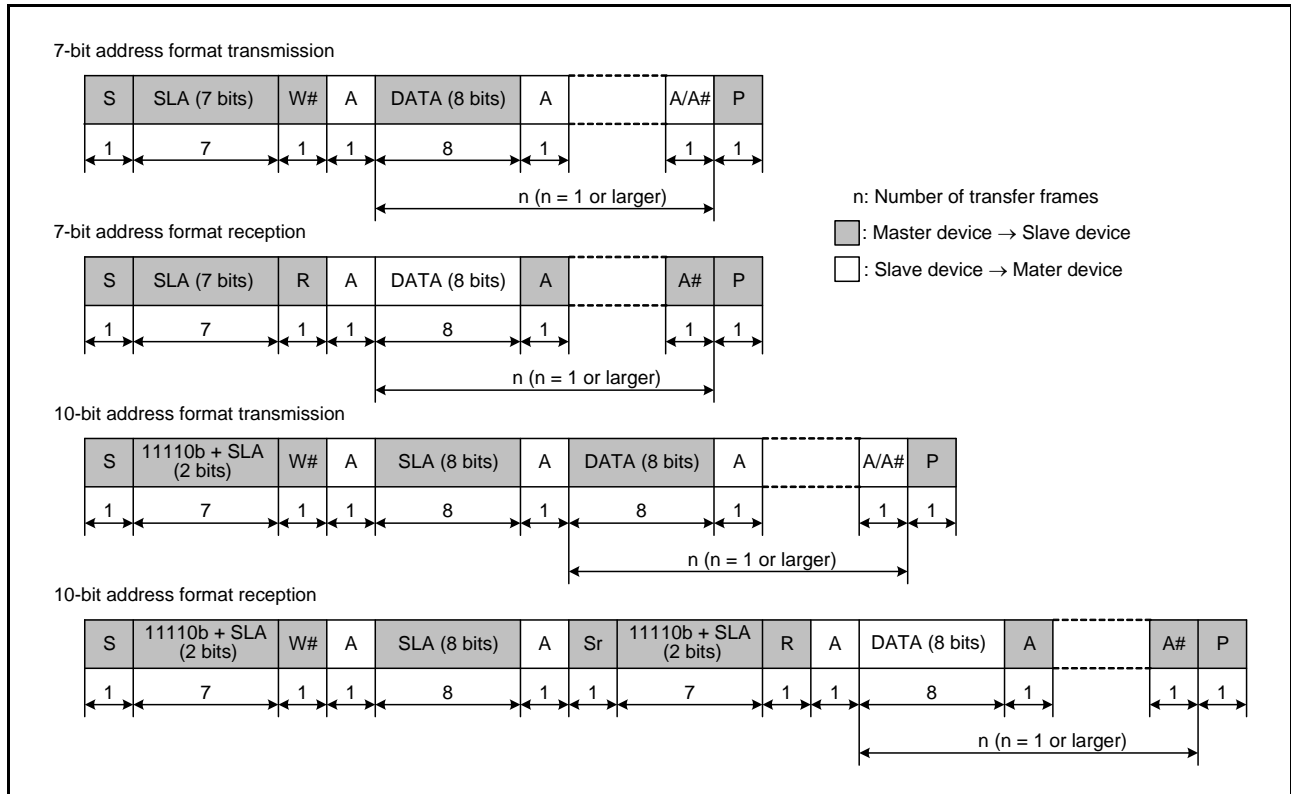 7-bit address format transmission
S SLA (7 bits) W# A DATA (8 bits) A A/A# P
1 7 1 1 8 1 1 1
n (n = 1 or larger)
n: Number of transfer frames
: Master device → Slave device
: Slave device → Mater device
7-bit address format reception
S SLA (7 bits) R A DATA (8 bits) A A# P
1 7 1 1 8 1 1 1
n (n = 1 or larger)
10-bit address format transmission
S 11110b + SLA (2 bits) W# A SLA (8 bits) A DATA (8 bits) A A/A# P
1 7 1 1 8 1 8 1 1 1
n (n = 1 or larger)
10-bit address format reception
S 11110b + SLA (2 bits) W# A SLA (8 bits) A Sr 11110b + SLA (2 bits) R A DATA (8 bits) A A# P
1 7 1 1 8 1 1 7 1 1 8 1 1 1
n (n = 1 or larger)